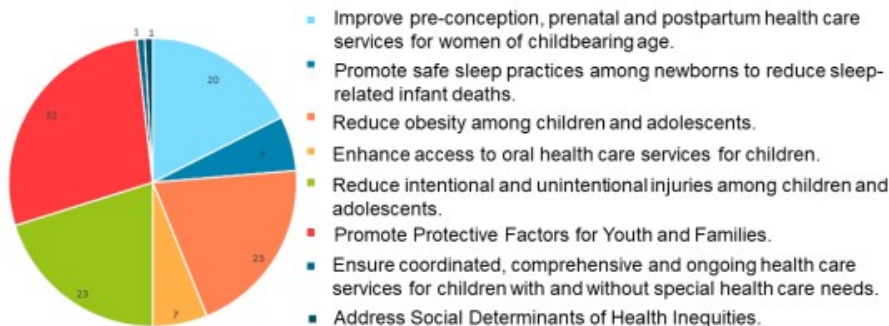 1
1
20
7
23
7
23
32
Improve pre-conception, prenatal and postpartum health care
services for women of childbearing age.
Promote safe sleep practices among newborns to reduce sleep-
related infant deaths.
Reduce obesity among children and adolescents.
Enhance access to oral health care services for children.
Reduce intentional and unintentional injuries among children and
adolescents.
Promote Protective Factors for Youth and Families.
Ensure coordinated, comprehensive and ongoing health care
services for children with and without special health care needs.
Address Social Determinants of Health Inequities.